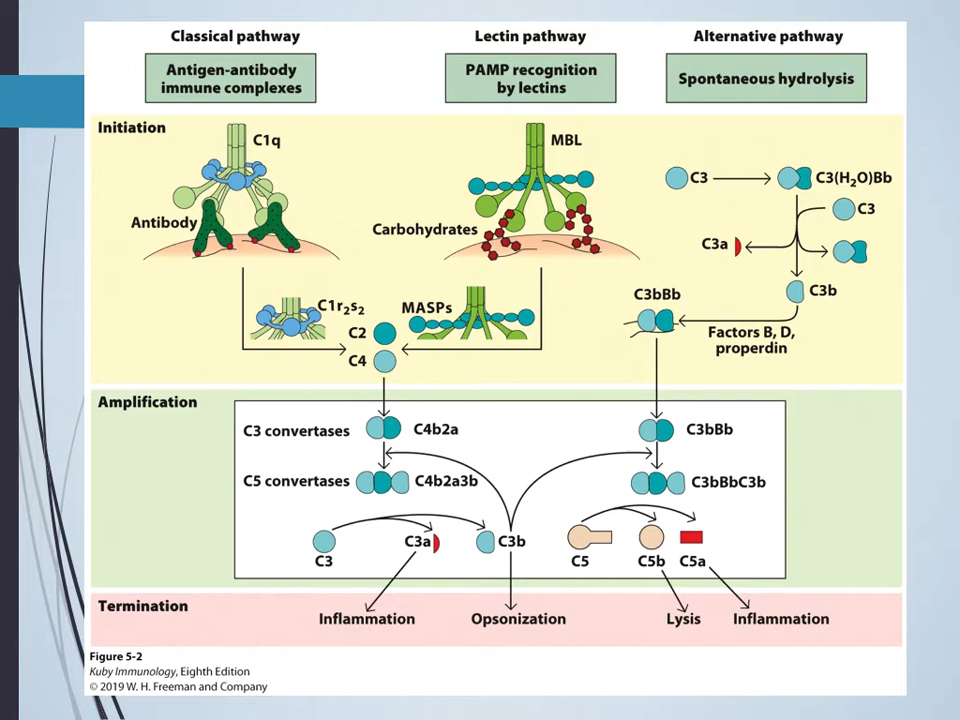 Classical pathway
Lectin pathway
Alternative pathway
Antigen-antibody
immune complexes
PAMP recognition
by lectins
Spontaneous hydrolysis
Initiation
C1q
MBL
C3
C3(H₂O)Bb
Antibody
Carbohydrates
C3
C3a
C3b
C3bBb
C1r₂s₂
MASPs
C2
C4
Factors B, D,
properdin
Amplification
C3 convertases
C4b2a
C3bBb
C5 convertases
C4b2a3b
C3bBbC3b
C3
C3a
C3b
C5
C5b
C5a
Termination
Inflammation
Opsonization
Lysis
Inflammation
Figure 5-2
Kuby Immunology, Eighth Edition
© 2019 W. H. Freeman and Company